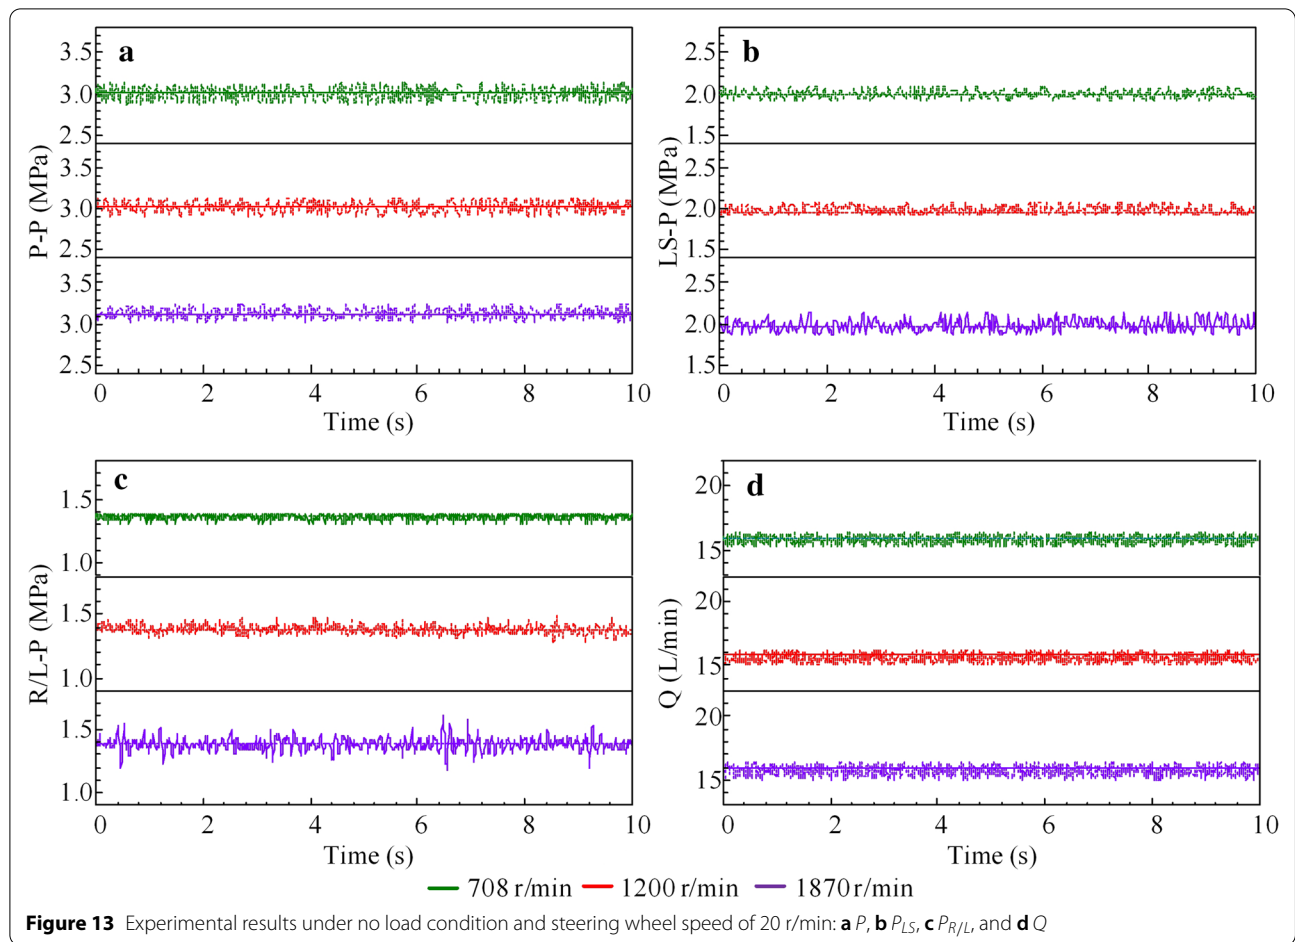 a
3.5
3.0
2.5
3.5
3.0
2.5
3.5
3.0
2.5
P-P (MPa)
0 2 4 6 8 10
Time (s)
b
2.5
2.0
1.5
2.5
2.0
1.5
2.5
2.0
1.5
LS-P (MPa)
0 2 4 6 8 10
Time (s)
c
1.5
1.0
1.5
1.0
1.5
1.0
R/L-P (MPa)
0 2 4 6 8 10
Time (s)
d
20
15
20
15
20
15
Q (L/min)
0 2 4 6 8 10
Time (s)
708 r/min 1200 r/min 1870 r/min
Figure 13 Experimental results under no load condition and steering wheel speed of 20 r/min: a P, b P_LS, c P_R/L, and d Q